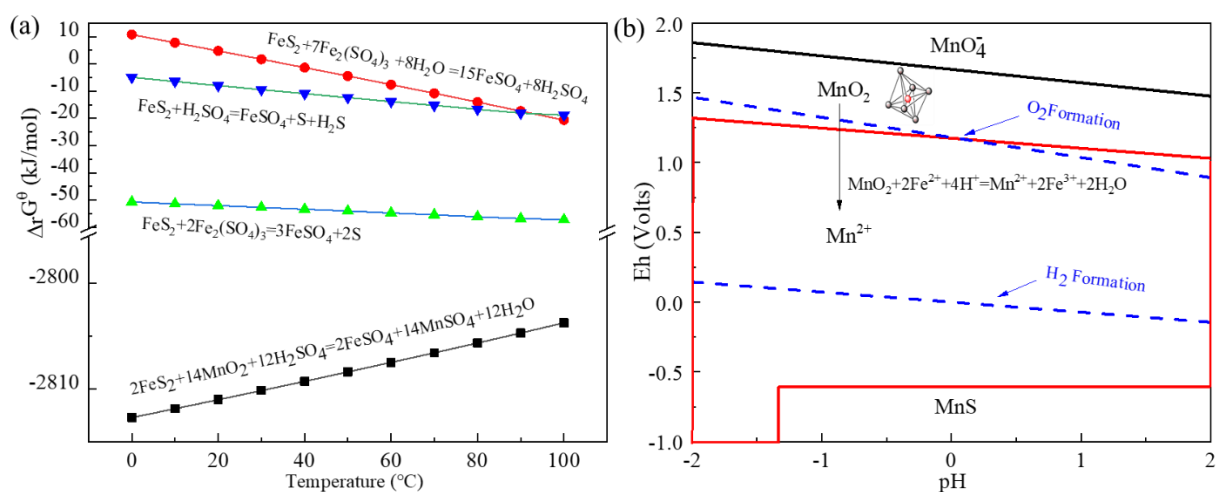 (a)
10
0
-10
-20
-30
-40
-50
-60
-2800
-2810
ΔrG^θ (kJ/mol)
FeS2+7Fe2(SO4)3 +8H2O =15FeSO4+8H2SO4
FeS2+H2SO4=FeSO4+S+H2S
FeS2+2Fe2(SO4)3=3FeSO4+2S
2FeS2+14MnO2+12H2SO4=2FeSO4+14MnSO4+12H2O
0 20 40 60 80 100
Temperature (°C)
(b)
2.0
1.5
1.0
0.5
0.0
-0.5
-1.0
Eh (Volts)
MnO4-
MnO2
O2Formation
MnO2+2Fe2++4H+=Mn2++2Fe3++2H2O
Mn2+
H2 Formation
MnS
-2 -1 0 1 2
pH